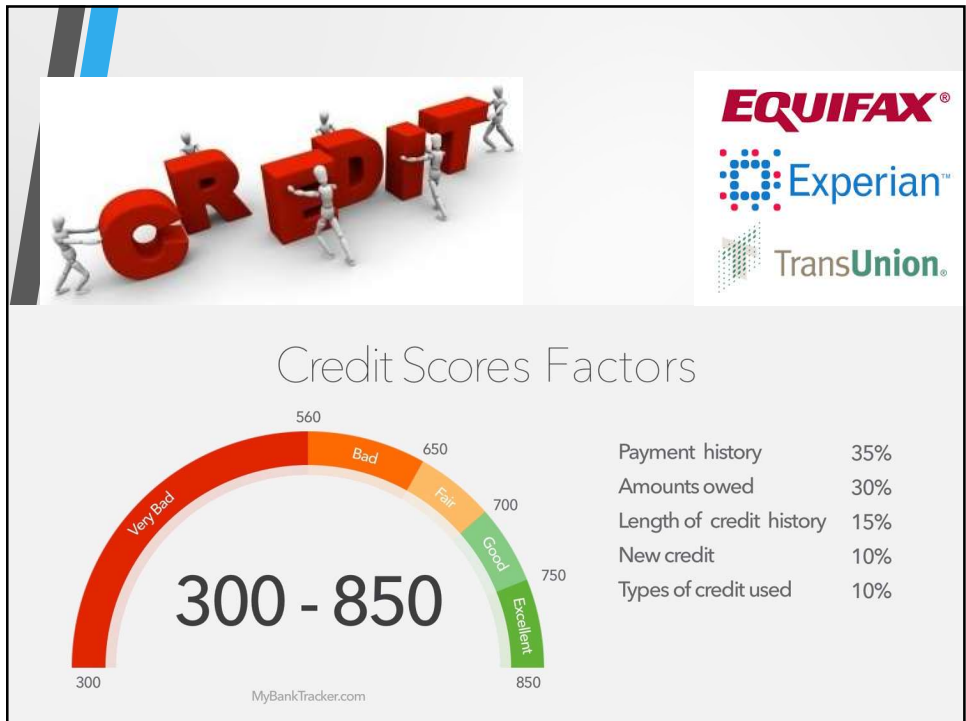 CREDIT
EQUIFAX®
Experian™
TransUnion®
Credit Scores Factors
560
Bad
650
Fair
700
Good
750
Excellent
Very Bad
300 - 850
300
850
MyBankTracker.com
Payment history 35%
Amounts owed 30%
Length of credit history 15%
New credit 10%
Types of credit used 10%